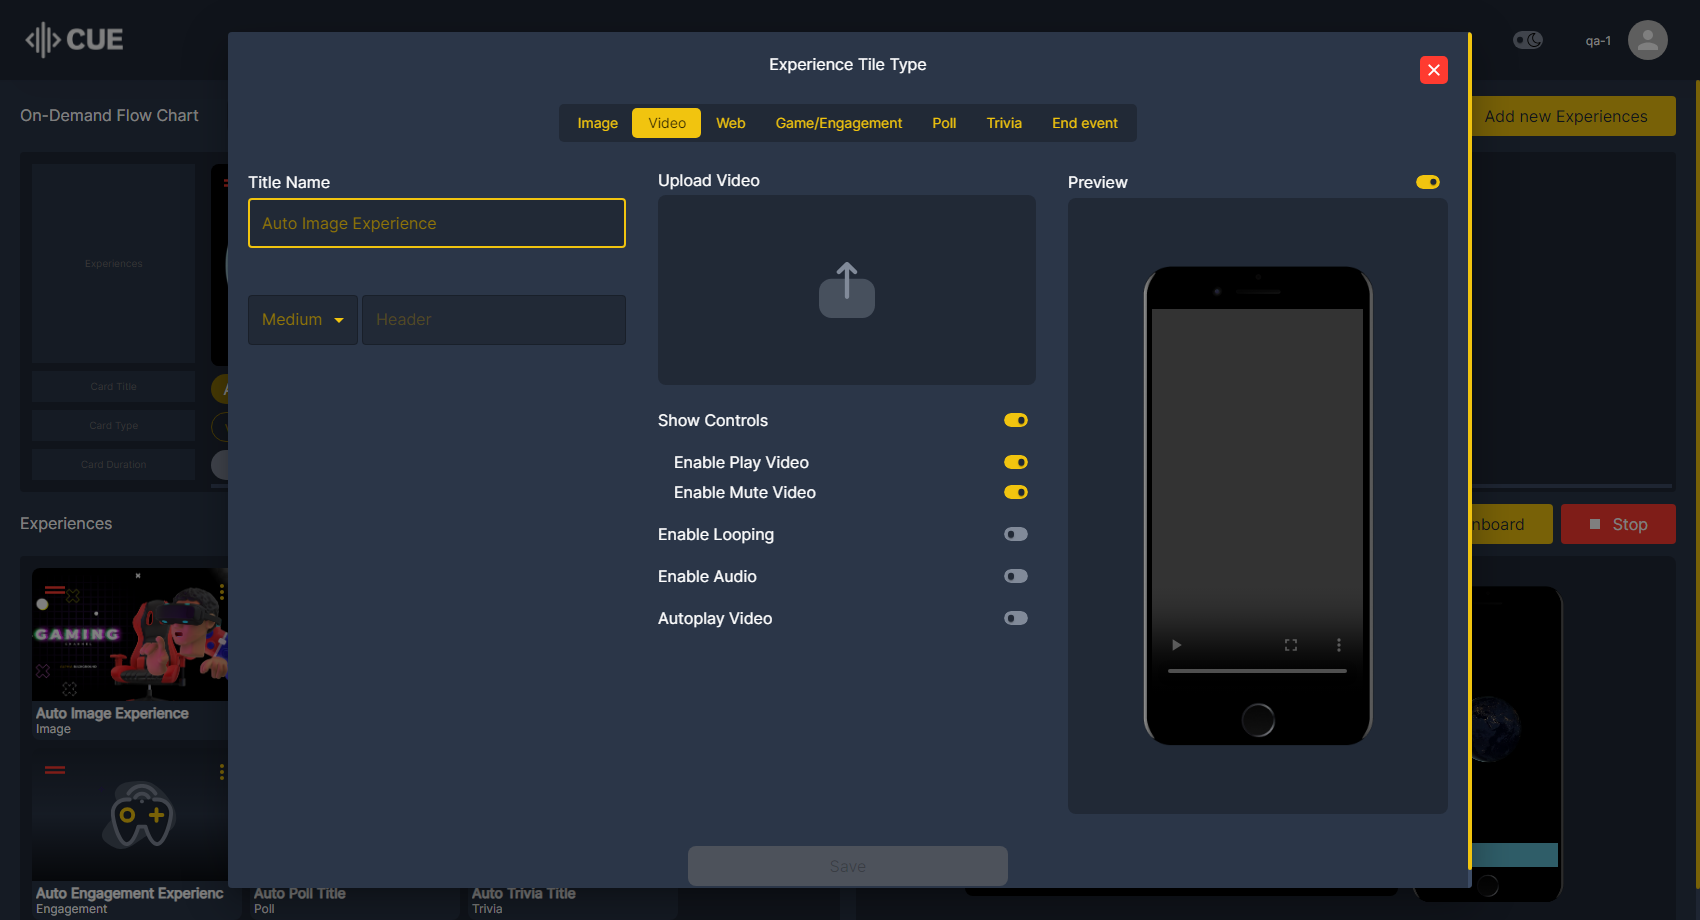 CUE
qa-1
Experience Tile Type
On-Demand Flow Chart
Add new Experiences
Image
Video
Web
Game/Engagement
Poll
Trivia
End event
Title Name
Auto Image Experience
Medium
Header
Upload Video
Preview
Experiences
Card Title
Card Type
Card Duration
Show Controls
Enable Play Video
Enable Mute Video
Enable Looping
Enable Audio
Autoplay Video
Experiences
nboard
Stop
GAMING
Auto Image Experience
Image
Save
Auto Engagement Experienc
Engagement
Auto Poll Title
Poll
Auto Trivia Title
Trivia